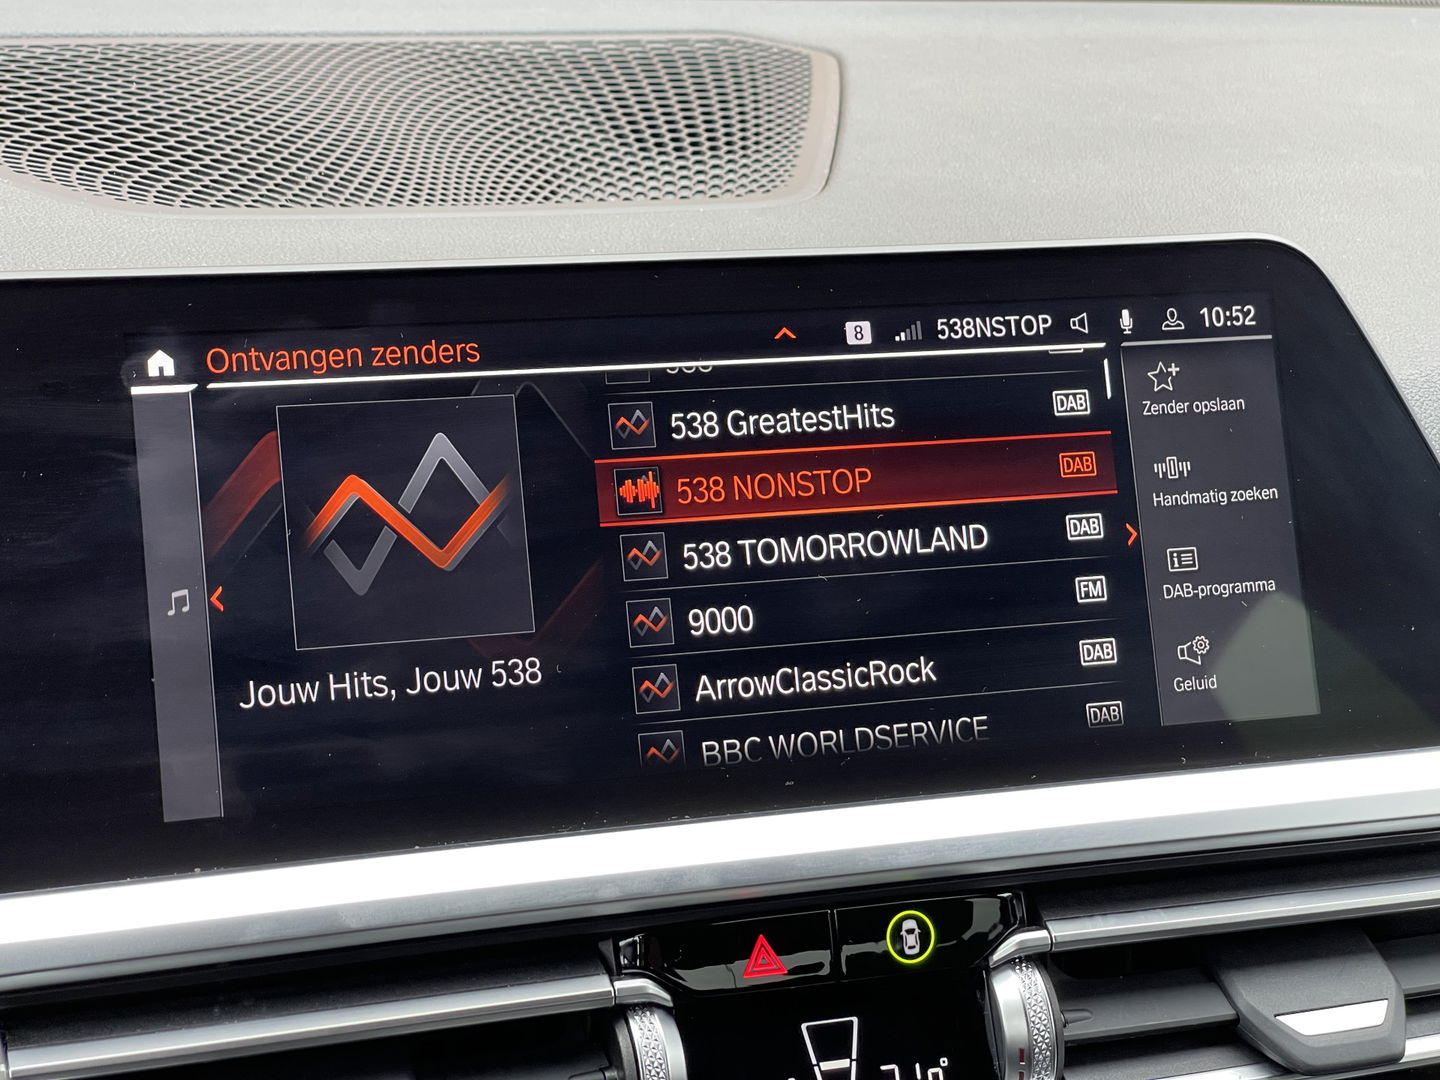 Ontvangen zenders
8
538NSTOP
10:52
538 GreatestHits DAB
538 NONSTOP DAB
538 TOMORROWLAND DAB
9000 FM
ArrowClassicRock DAB
BBC WORLDSERVICE DAB
Jouw Hits, Jouw 538
Zender opslaan
Handmatig zoeken
DAB-programma
Geluid